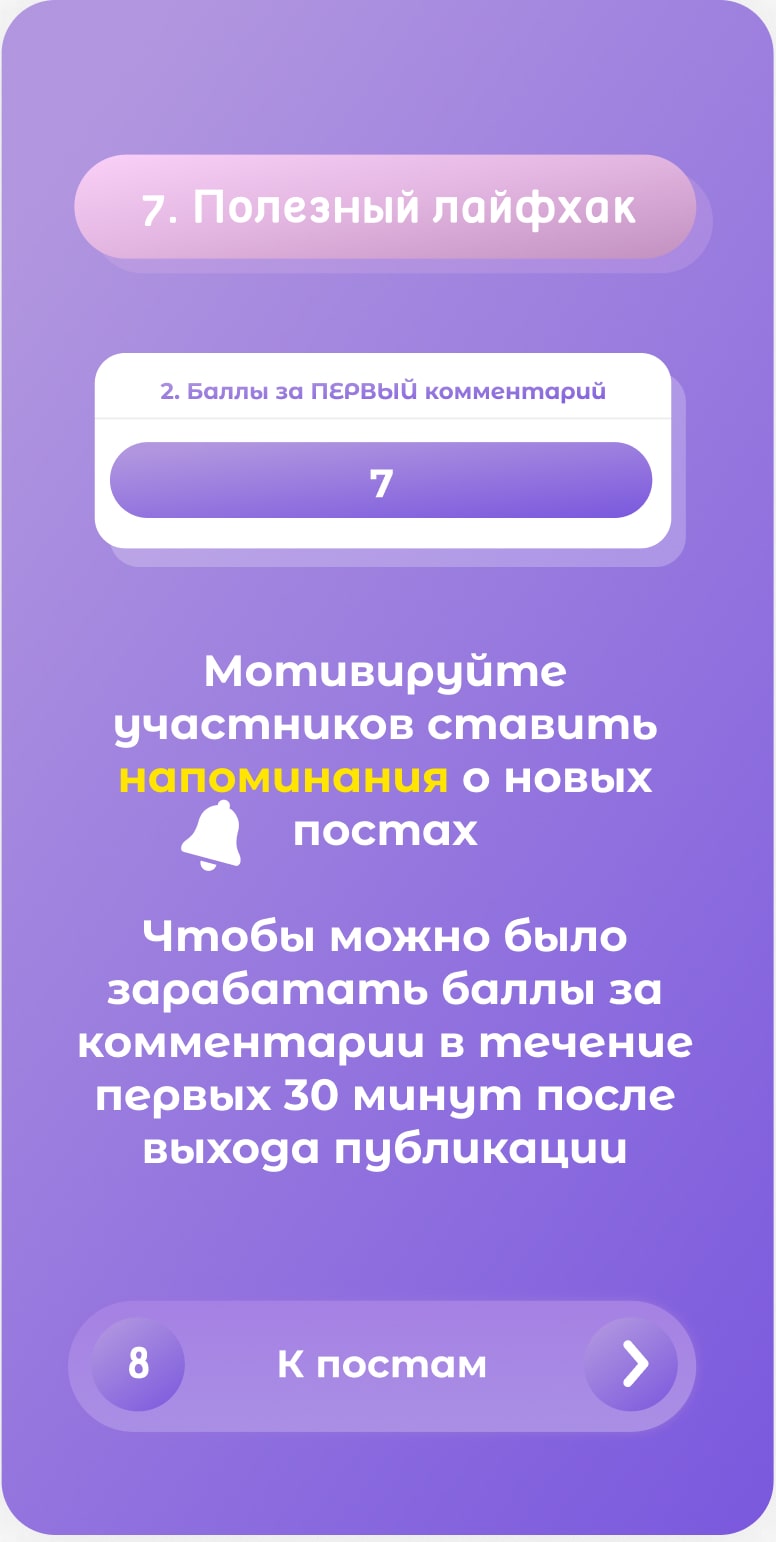 7. Полезный лайфхак
2. Баллы за ПЕРВЫЙ комментарий
7
Мотивируйте
участников ставить
напоминания о новых
постах
Чтобы можно было
зарабатать баллы за
комментарии в течение
первых 30 минут после
выхода публикации
8 К постам